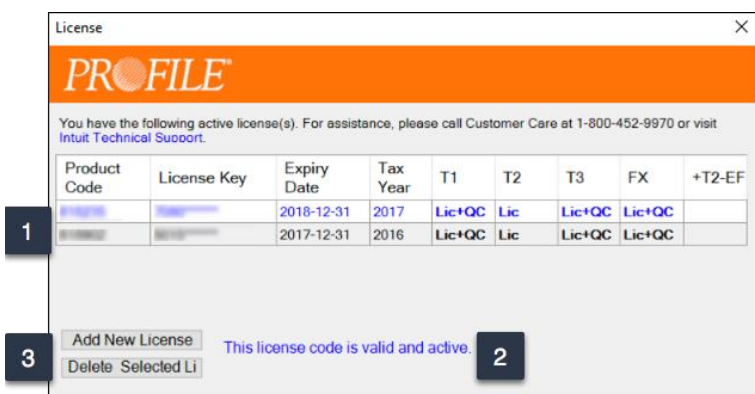 License
PROFILE
You have the following active license(s). For assistance, please call Customer Care at 1-800-452-9970 or visit
Intuit Technical Support.
Product Code License Key Expiry Date Tax Year T1 T2 T3 FX +T2-EF
2018-12-31 2017 Lic+QC Lic Lic+QC Lic+QC
1
2017-12-31 2016 Lic+QC Lic Lic+QC Lic+QC
Add New License
This license code is valid and active.
2
3
Delete Selected Li